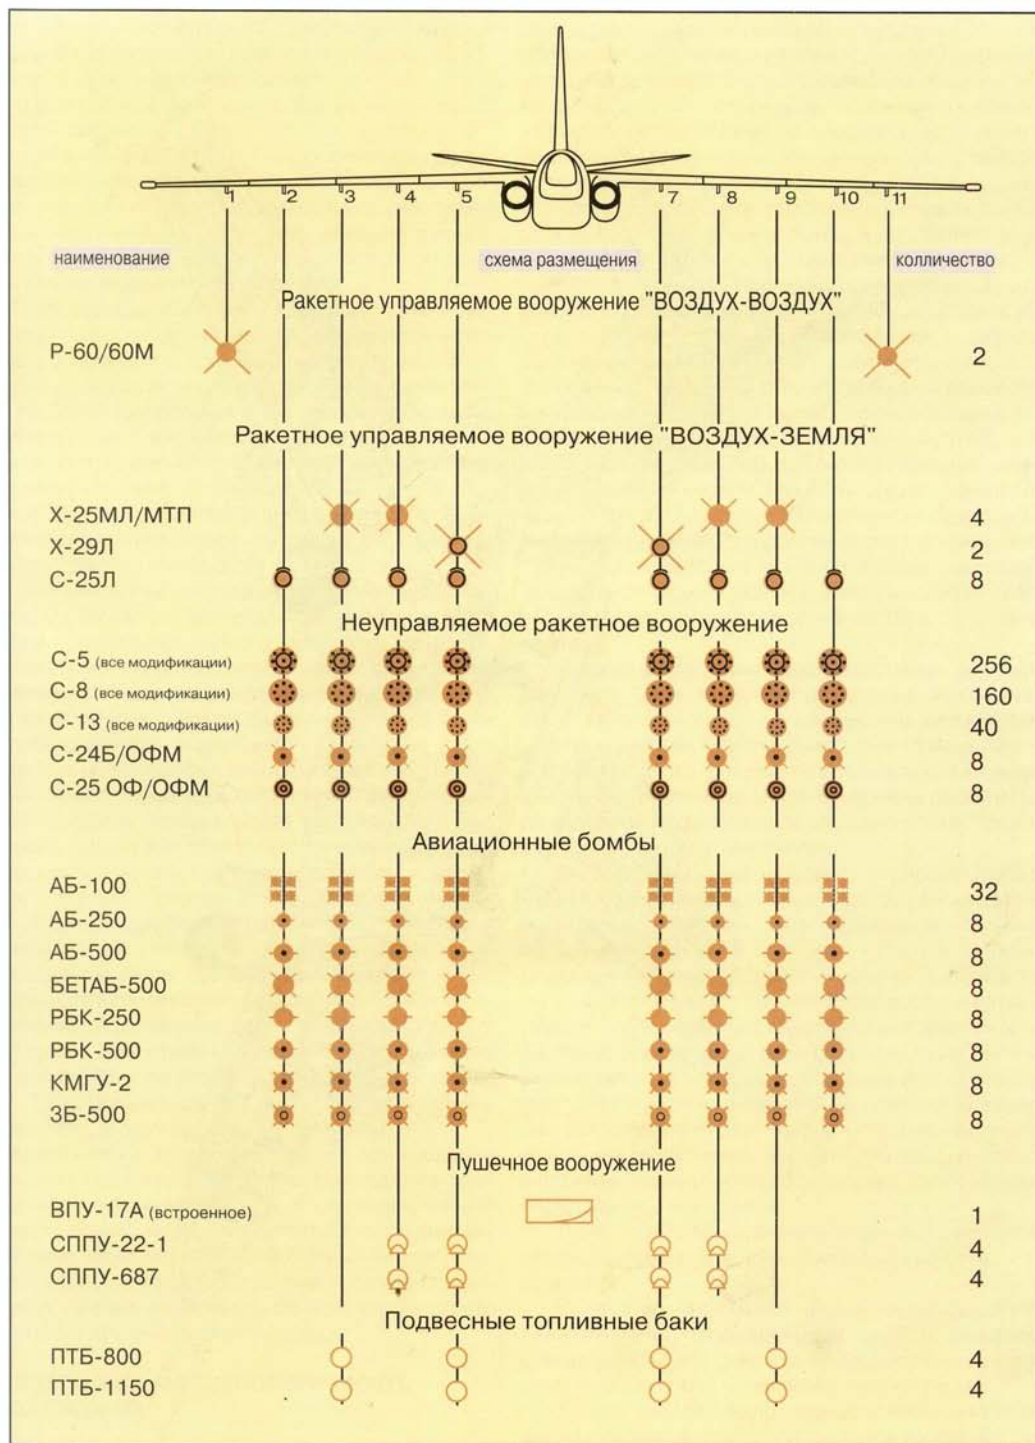 1 2 3 4 5 7 8 9 10 11
наименование схема размещения колличество
Ракетное управляемое вооружение "ВОЗДУХ-ВОЗДУХ"
Р-60/60М 2
Ракетное управляемое вооружение "ВОЗДУХ-ЗЕМЛЯ"
Х-25МЛ/МТП 4
Х-29Л 2
С-25Л 8
Неуправляемое ракетное вооружение
С-5 (все модификации) 256
С-8 (все модификации) 160
С-13 (все модификации) 40
С-24Б/ОФМ 8
С-25 ОФ/ОФМ 8
Авиационные бомбы
АБ-100 32
АБ-250 8
АБ-500 8
БЕТАБ-500 8
РБК-250 8
РБК-500 8
КМГУ-2 8
ЗБ-500 8
Пушечное вооружение
ВПУ-17А (встроенное) 1
СППУ-22-1 4
СППУ-687 4
Подвесные топливные баки
ПТБ-800 4
ПТБ-1150 4